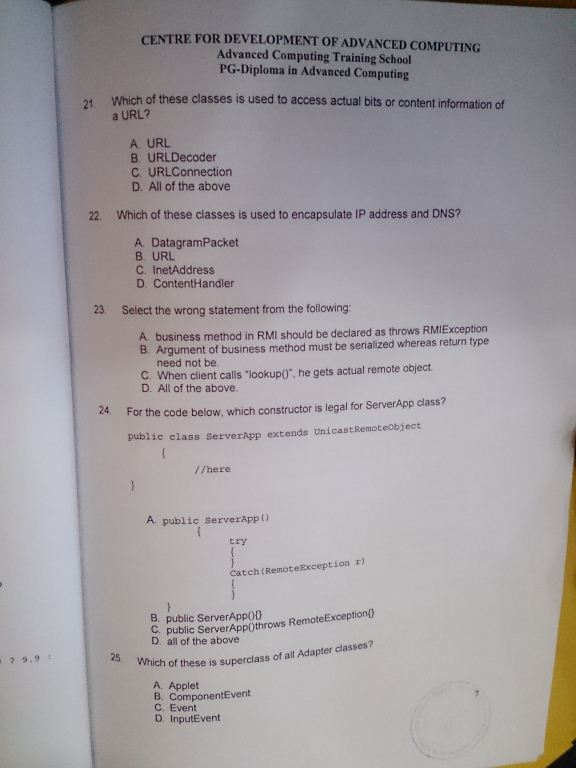 CENTRE FOR DEVELOPMENT OF ADVANCED COMPUTING
Advanced Computing Training School
PG-Diploma in Advanced Computing
21. Which of these classes is used to access actual bits or content information of
a URL?
A. URL
B. URLDecoder
C. URLConnection
D. All of the above
22. Which of these classes is used to encapsulate IP address and DNS?
A. DatagramPacket
B. URL
C. InetAddress
D. ContentHandler
23. Select the wrong statement from the following:
A. business method in RMI should be declared as throws RMIException
B. Argument of business method must be serialized whereas return type
need not be.
C. When client calls "lookup()", he gets actual remote object.
D. All of the above.
24. For the code below, which constructor is legal for ServerApp class?
public class ServerApp extends UnicastRemoteObject
{
//here
}
A. public ServerApp()
{
try
{
}
Catch(RemoteException r)
{
}
}
B. public ServerApp(){}
C. public ServerApp()throws RemoteException{}
D. all of the above
? 9.9 :
25. Which of these is superclass of all Adapter classes?
A. Applet
B. ComponentEvent
C. Event
D. InputEvent
7